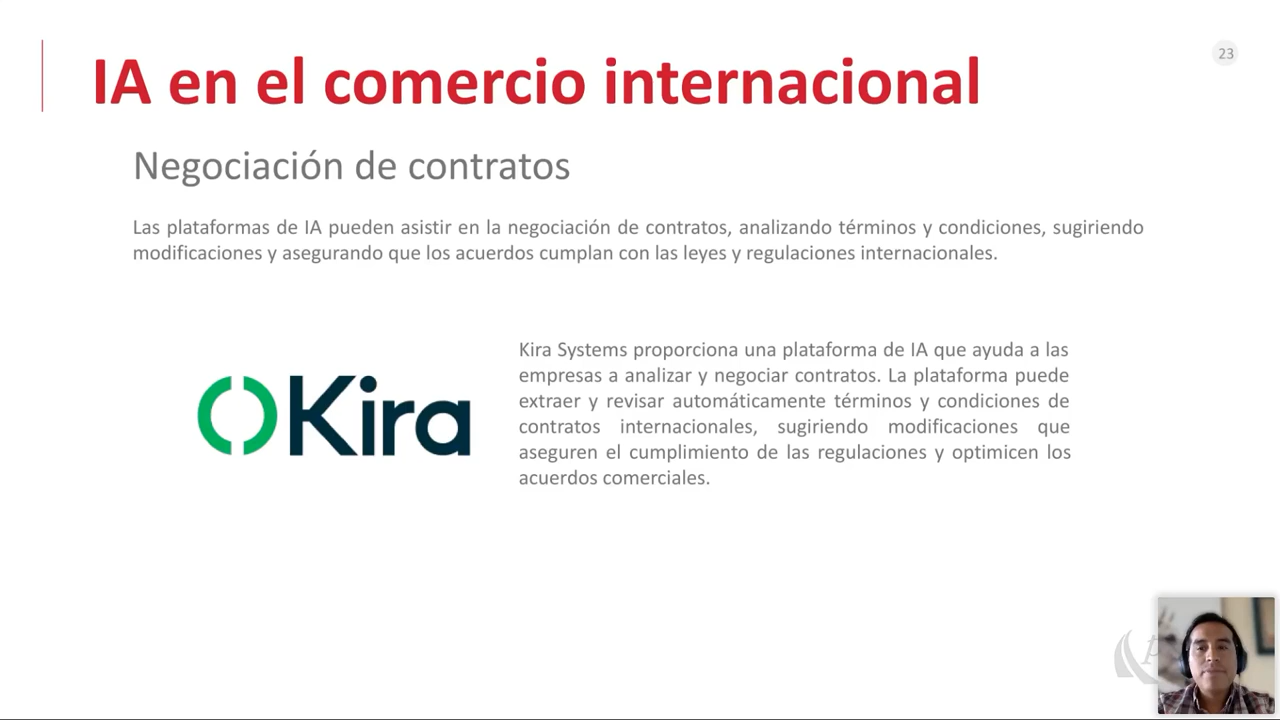 23
IA en el comercio internacional
Negociación de contratos
Las plataformas de IA pueden asistir en la negociación de contratos, analizando términos y condiciones, sugiriendo
modificaciones y asegurando que los acuerdos cumplan con las leyes y regulaciones internacionales.
Kira
Kira Systems proporciona una plataforma de IA que ayuda a las
empresas a analizar y negociar contratos. La plataforma puede
extraer y revisar automáticamente términos y condiciones de
contratos internacionales, sugiriendo modificaciones que
aseguren el cumplimiento de las regulaciones y optimicen los
acuerdos comerciales.